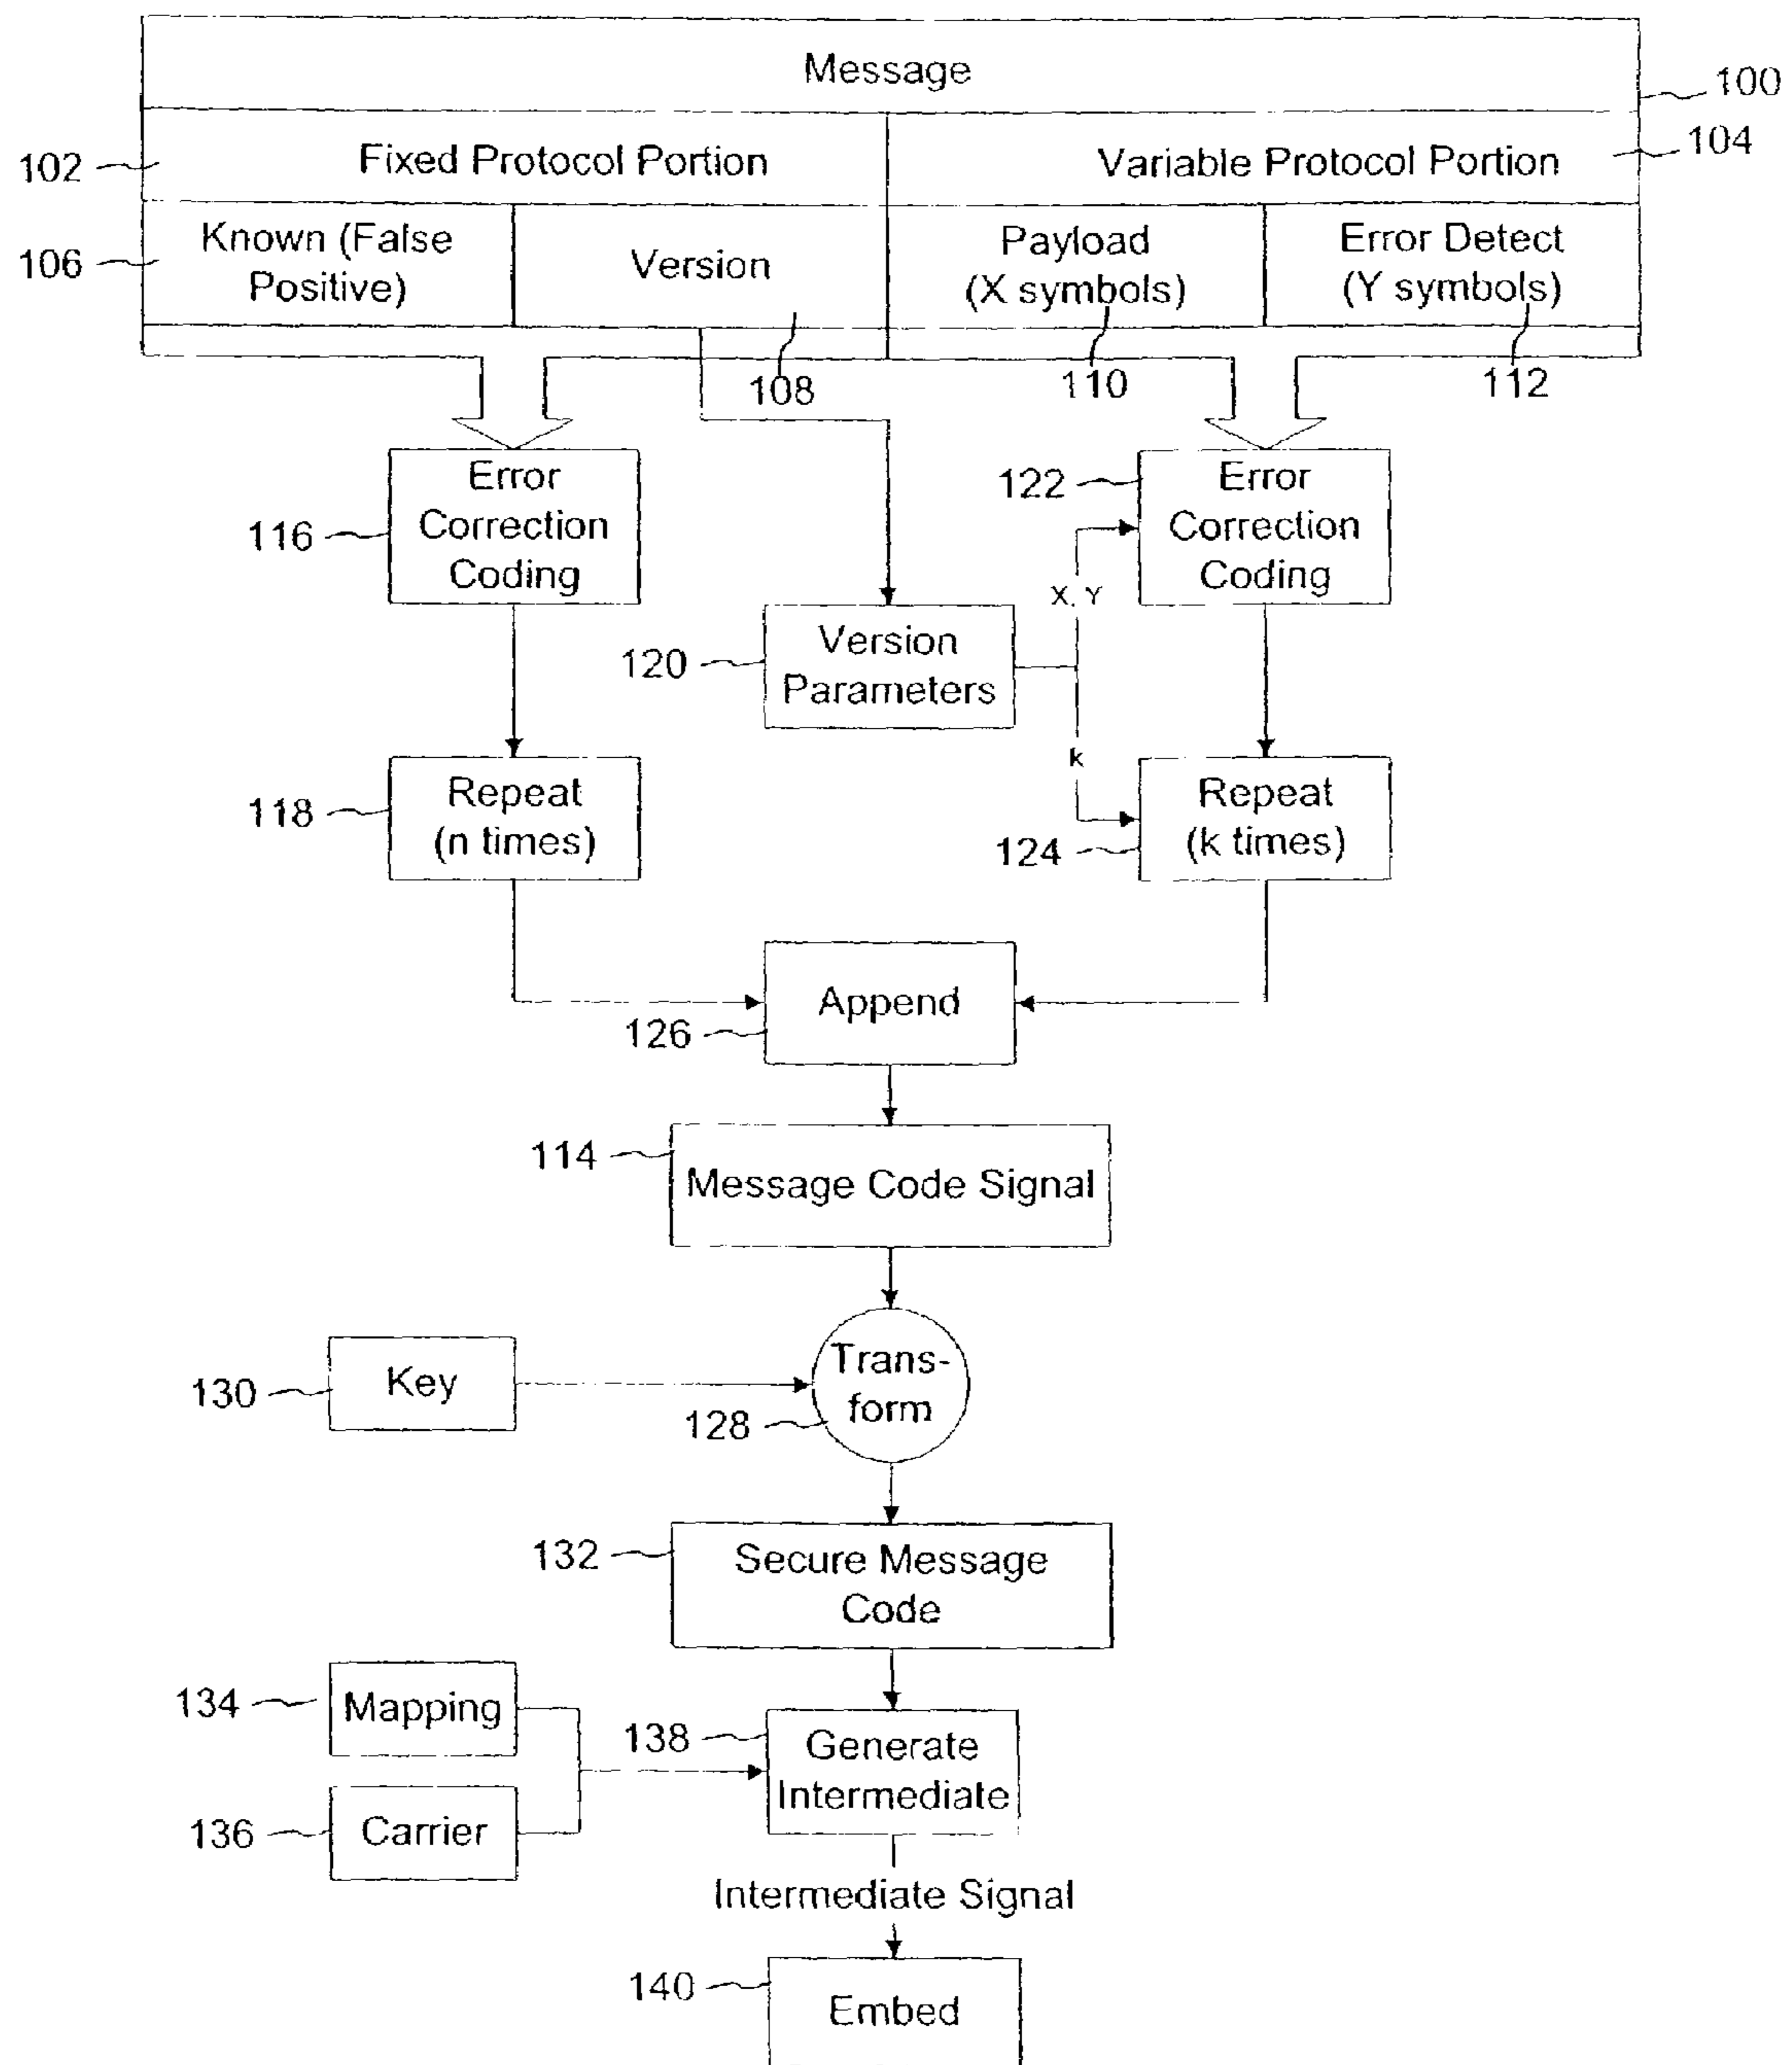 Message
100
102
Fixed Protocol Portion
Variable Protocol Portion
104
106
Known (False
Positive)
Version
Payload
(X symbols)
Error Detect
(Y symbols)
108
110
112
116
Error
Correction
Coding
122
Error
Correction
Coding
X, Y
120
Version
Parameters
k
118
Repeat
(n times)
124
Repeat
(k times)
126
Append
114
Message Code Signal
130
Key
128
Trans-
form
132
Secure Message
Code
134
Mapping
136
Carrier
138
Generate
Intermediate
Intermediate Signal
140
Embed